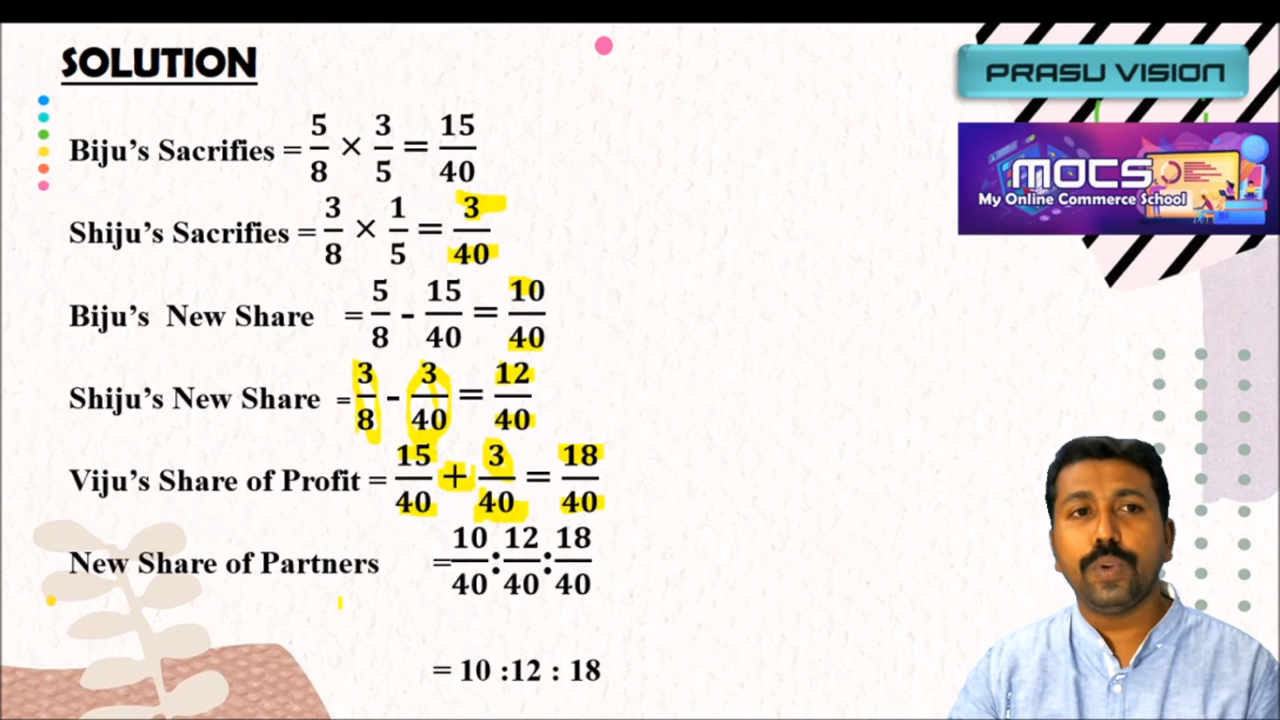 SOLUTION
PRASU VISION
MOCS
My Online Commerce School
Biju's Sacrifies = 5/8 × 3/5 = 15/40
Shiju's Sacrifies = 3/8 × 1/5 = 3/40
Biju's New Share = 5/8 - 15/40 = 10/40
Shiju's New Share = 3/8 - 3/40 = 12/40
Viju's Share of Profit = 15/40 + 3/40 = 18/40
New Share of Partners = 10/40 : 12/40 : 18/40
= 10 :12 : 18